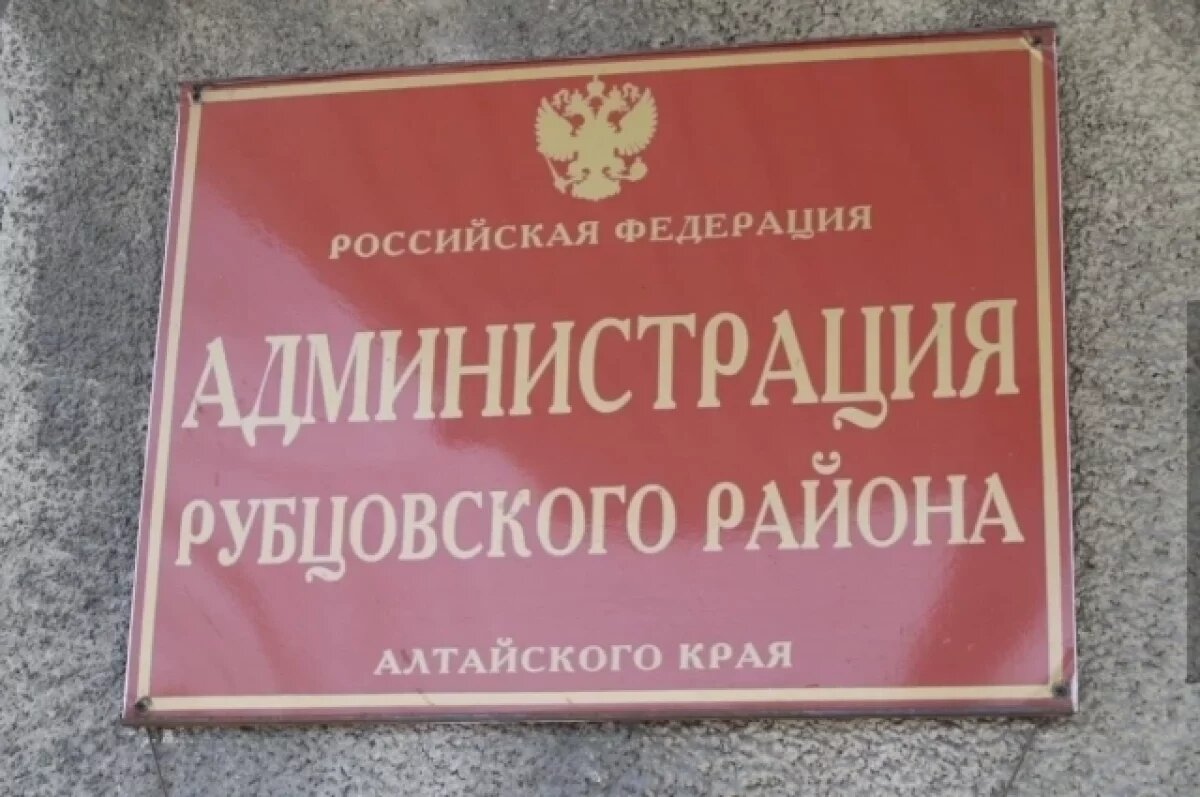 РОССИЙСКАЯ ФЕДЕРАЦИЯ
АДМИНИСТРАЦИЯ
РУБЦОВСКОГО РАЙОНА
АЛТАЙСКОГО КРАЯ